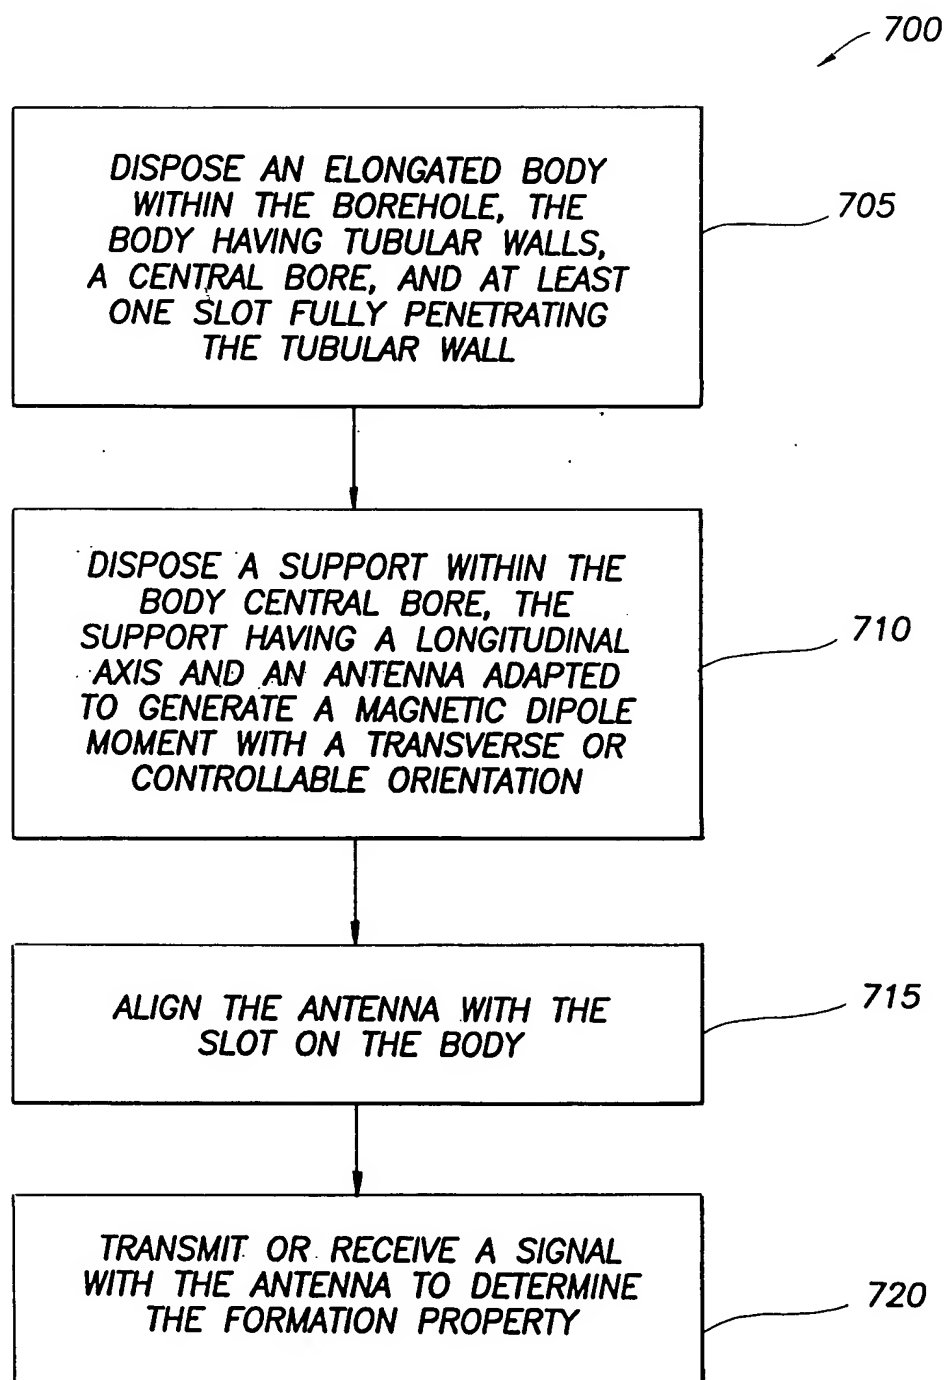 700
DISPOSE AN ELONGATED BODY
WITHIN THE BOREHOLE, THE
BODY HAVING TUBULAR WALLS,
A CENTRAL BORE, AND AT LEAST
ONE SLOT FULLY PENETRATING
THE TUBULAR WALL
705
DISPOSE A SUPPORT WITHIN THE
BODY CENTRAL BORE, THE
SUPPORT HAVING A LONGITUDINAL
AXIS AND AN ANTENNA ADAPTED
TO GENERATE A MAGNETIC DIPOLE
MOMENT WITH A TRANSVERSE OR
CONTROLLABLE ORIENTATION
710
ALIGN THE ANTENNA WITH THE
SLOT ON THE BODY
715
TRANSMIT OR RECEIVE A SIGNAL
WITH THE ANTENNA TO DETERMINE
THE FORMATION PROPERTY
720